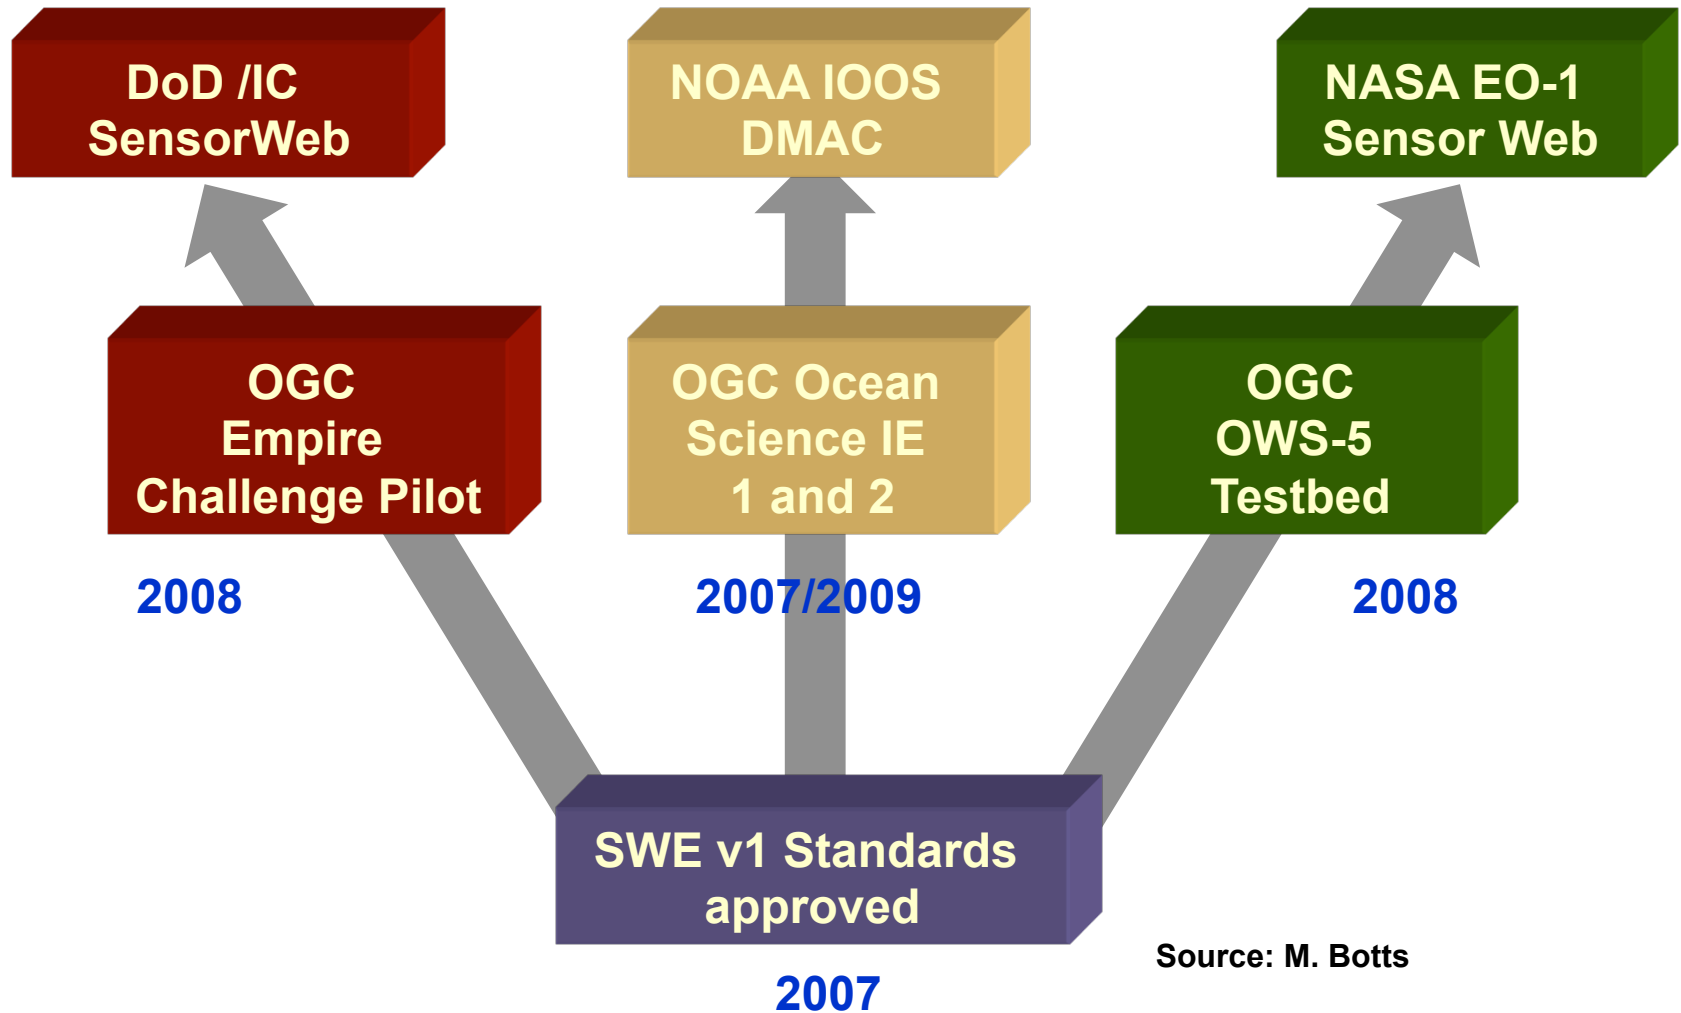 DoD /IC
SensorWeb
NOAA IOOS
DMAC
NASA EO-1
Sensor Web
OGC
Empire
Challenge Pilot
OGC Ocean
Science IE
1 and 2
OGC
OWS-5
Testbed
2008
2007/2009
2008
SWE v1 Standards
approved
Source: M. Botts
2007